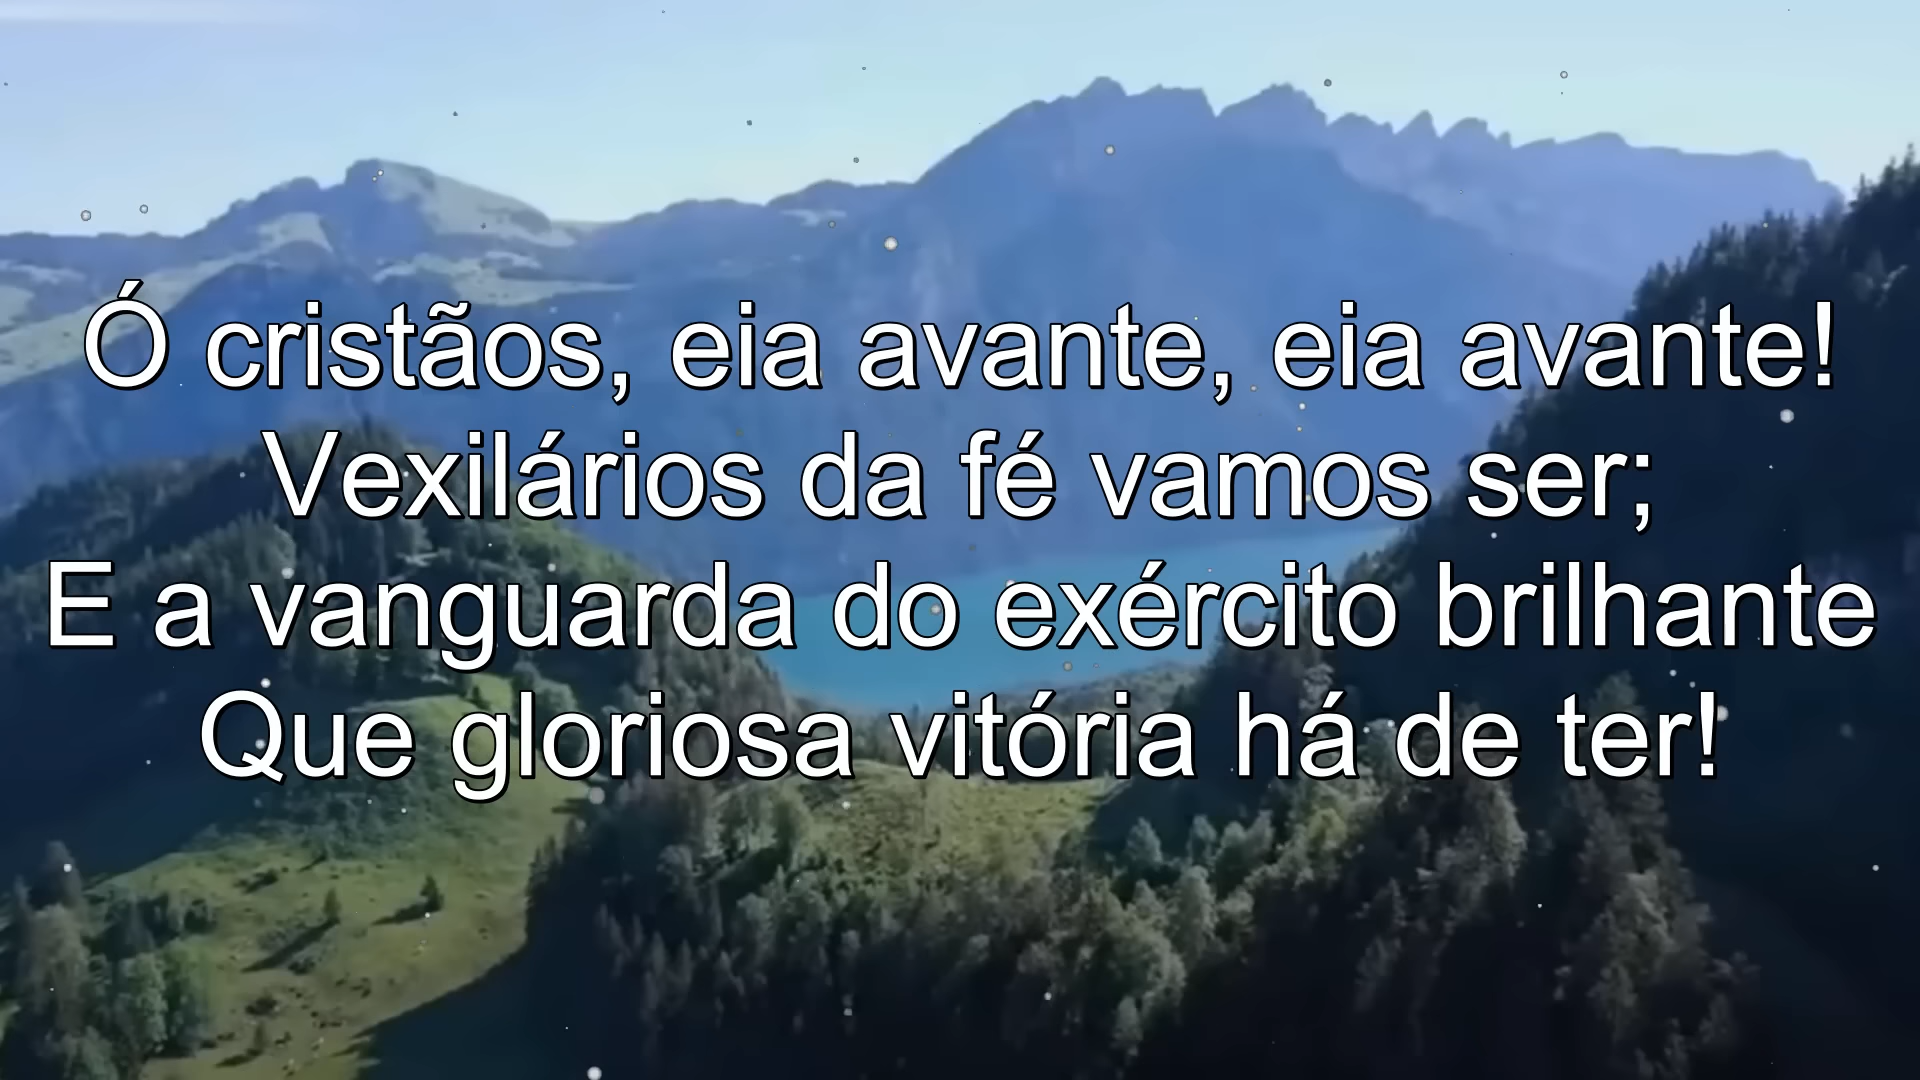 Ó cristãos, eia avante, eia avante!
Vexilários da fé vamos ser;
E a vanguarda do exército brilhante
Que gloriosa vitória há de ter!